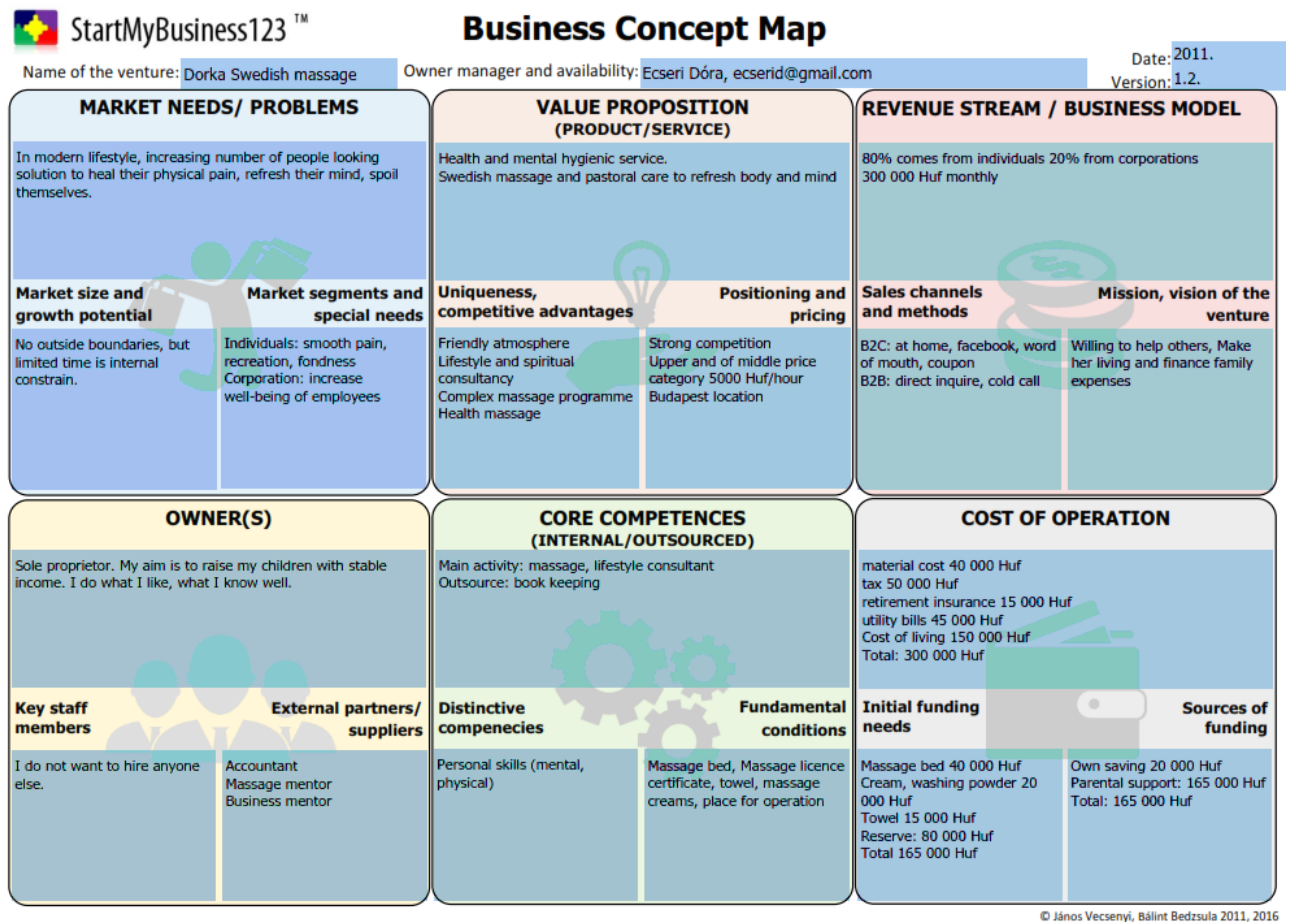 StartMyBusiness123 ™
Business Concept Map
Date: 2011.
Name of the venture: Dorka Swedish massage
Owner manager and availability: Ecseri Dóra, ecserid@gmail.com
Version: 1.2.
MARKET NEEDS/ PROBLEMS
In modern lifestyle, increasing number of people looking
solution to heal their physical pain, refresh their mind, spoil
themselves.
Market size and
growth potential
No outside boundaries, but
limited time is internal
constrain.
Market segments and
special needs
Individuals: smooth pain,
recreation, fondness
Corporation: increase
well-being of employees
VALUE PROPOSITION
(PRODUCT/SERVICE)
Health and mental hygienic service.
Swedish massage and pastoral care to refresh body and mind
Uniqueness,
competitive advantages
Friendly atmosphere
Lifestyle and spiritual
consultancy
Complex massage programme
Health massage
Positioning and
pricing
Strong competition
Upper and of middle price
category 5000 Huf/hour
Budapest location
REVENUE STREAM / BUSINESS MODEL
80% comes from individuals 20% from corporations
300 000 Huf monthly
Sales channels
and methods
B2C: at home, facebook, word
of mouth, coupon
B2B: direct inquire, cold call
Mission, vision of the
venture
Willing to help others, Make
her living and finance family
expenses
OWNER(S)
Sole proprietor. My aim is to raise my children with stable
income. I do what I like, what I know well.
Key staff
members
I do not want to hire anyone
else.
External partners/
suppliers
Accountant
Massage mentor
Business mentor
CORE COMPETENCES
(INTERNAL/OUTSOURCED)
Main activity: massage, lifestyle consultant
Outsource: book keeping
Distinctive
compenecies
Personal skills (mental,
physical)
Fundamental
conditions
Massage bed, Massage licence
certificate, towel, massage
creams, place for operation
COST OF OPERATION
material cost 40 000 Huf
tax 50 000 Huf
retirement insurance 15 000 Huf
utility bills 45 000 Huf
Cost of living 150 000 Huf
Total: 300 000 Huf
Initial funding
needs
Massage bed 40 000 Huf
Cream, washing powder 20
000 Huf
Towel 15 000 Huf
Reserve: 80 000 Huf
Total 165 000 Huf
Sources of
funding
Own saving 20 000 Huf
Parental support: 165 000 Huf
Total: 165 000 Huf
© János Vecsenyi, Bálint Bedzsula 2011, 2016